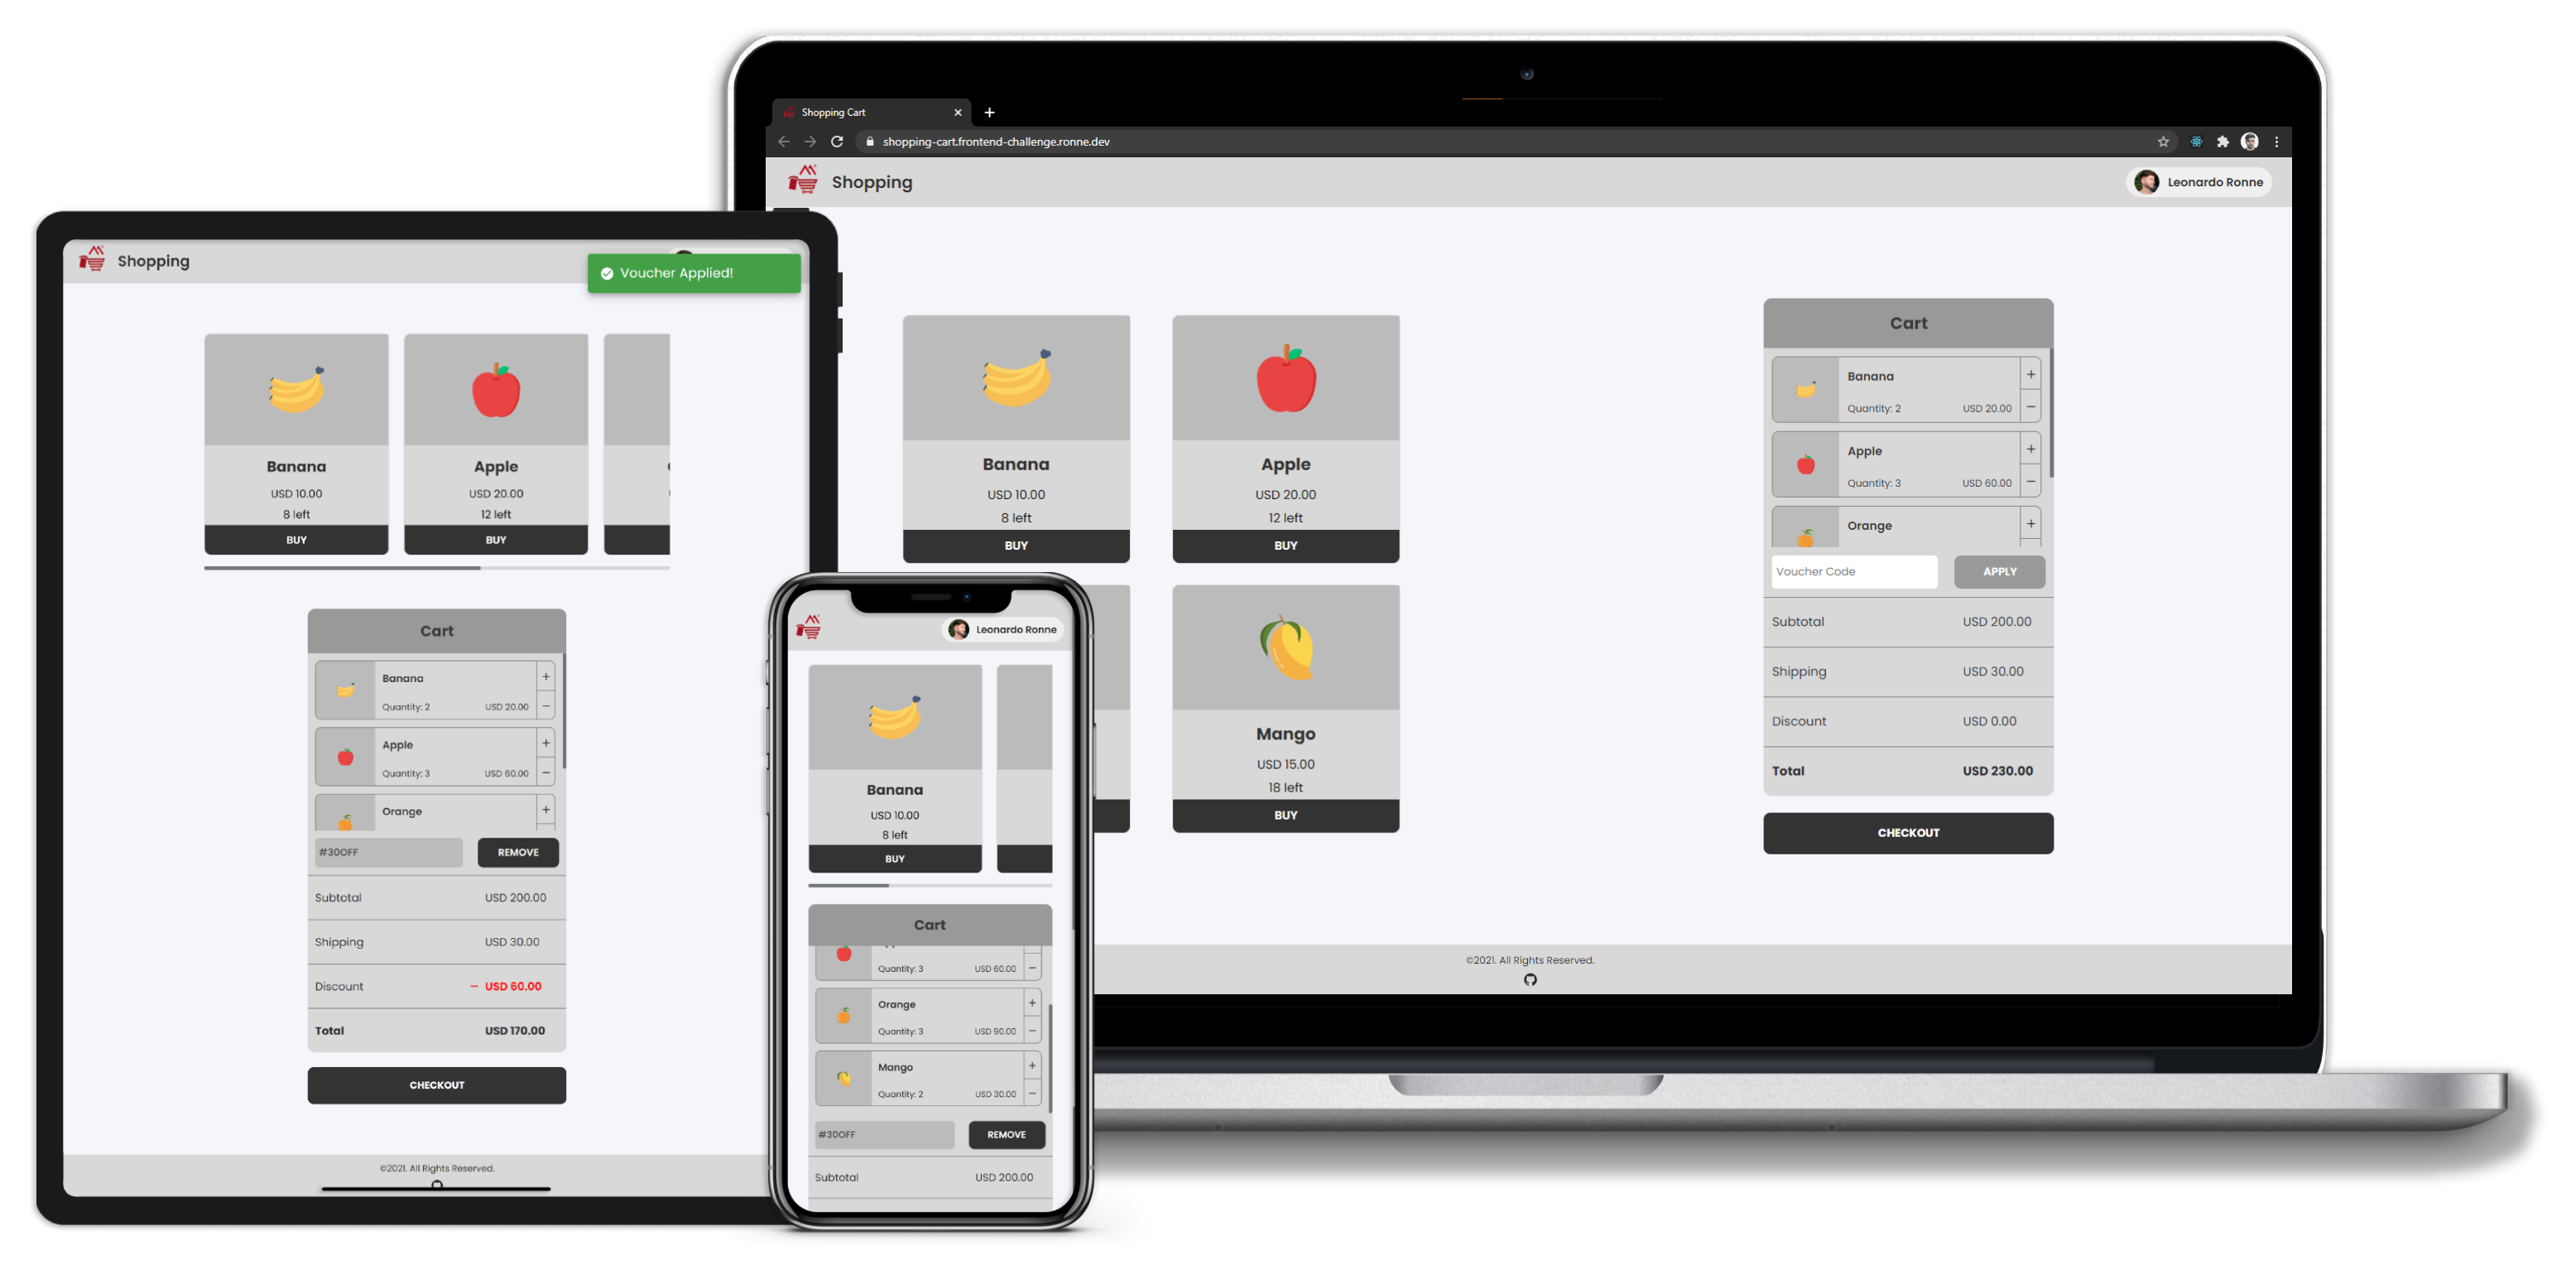 Shopping Cart
shopping-cart.frontend-challenge.ronne.dev
Shopping
Leonardo Ronne
Banana
USD 10.00
8 left
BUY
Apple
USD 20.00
12 left
BUY
Mango
USD 15.00
18 left
BUY
Cart
Banana
Quantity: 2 USD 20.00
Apple
Quantity: 3 USD 60.00
Orange
Voucher Code APPLY
Subtotal USD 200.00
Shipping USD 30.00
Discount USD 0.00
Total USD 230.00
CHECKOUT
©2021. All Rights Reserved.
Shopping
Voucher Applied!
Banana
USD 10.00
8 left
BUY
Apple
USD 20.00
12 left
BUY
Cart
Banana
Quantity: 2 USD 20.00
Apple
Quantity: 3 USD 60.00
Orange
#30OFF REMOVE
Subtotal USD 200.00
Shipping USD 30.00
Discount – USD 60.00
Total USD 170.00
CHECKOUT
©2021. All Rights Reserved.
Leonardo Ronne
Banana
USD 10.00
8 left
BUY
Cart
Quantity: 3 USD 60.00
Orange
Quantity: 3 USD 90.00
Mango
Quantity: 2 USD 30.00
#30OFF REMOVE
Subtotal USD 200.00